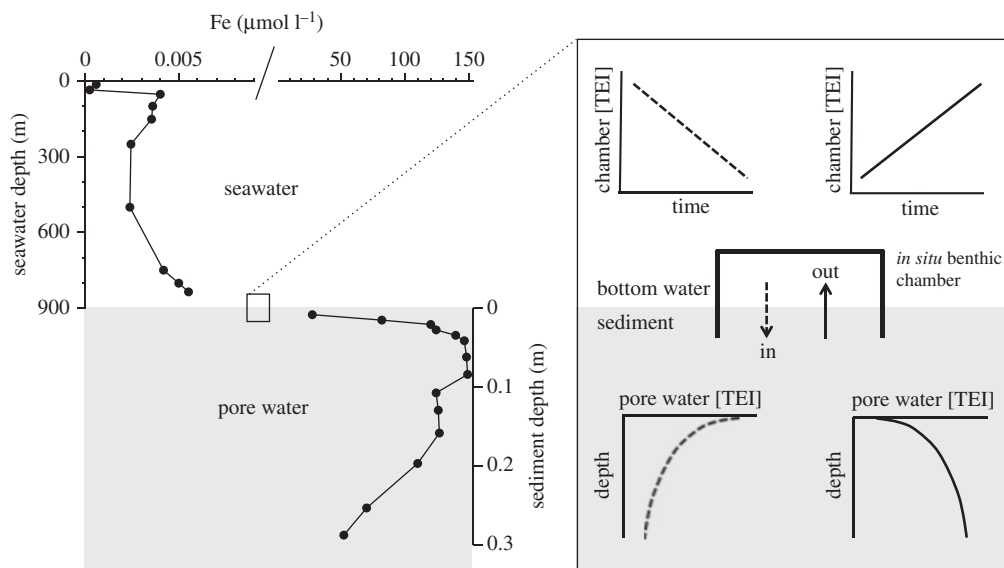 Fe (µmol l⁻¹)
0 0.005 50 100 150
0
300
600
900
seawater depth (m)
seawater
0
0.1
0.2
0.3
sediment depth (m)
pore water
chamber [TEI]
time
chamber [TEI]
time
in situ benthic
chamber
out
bottom water
sediment
in
pore water [TEI]
depth
pore water [TEI]
depth